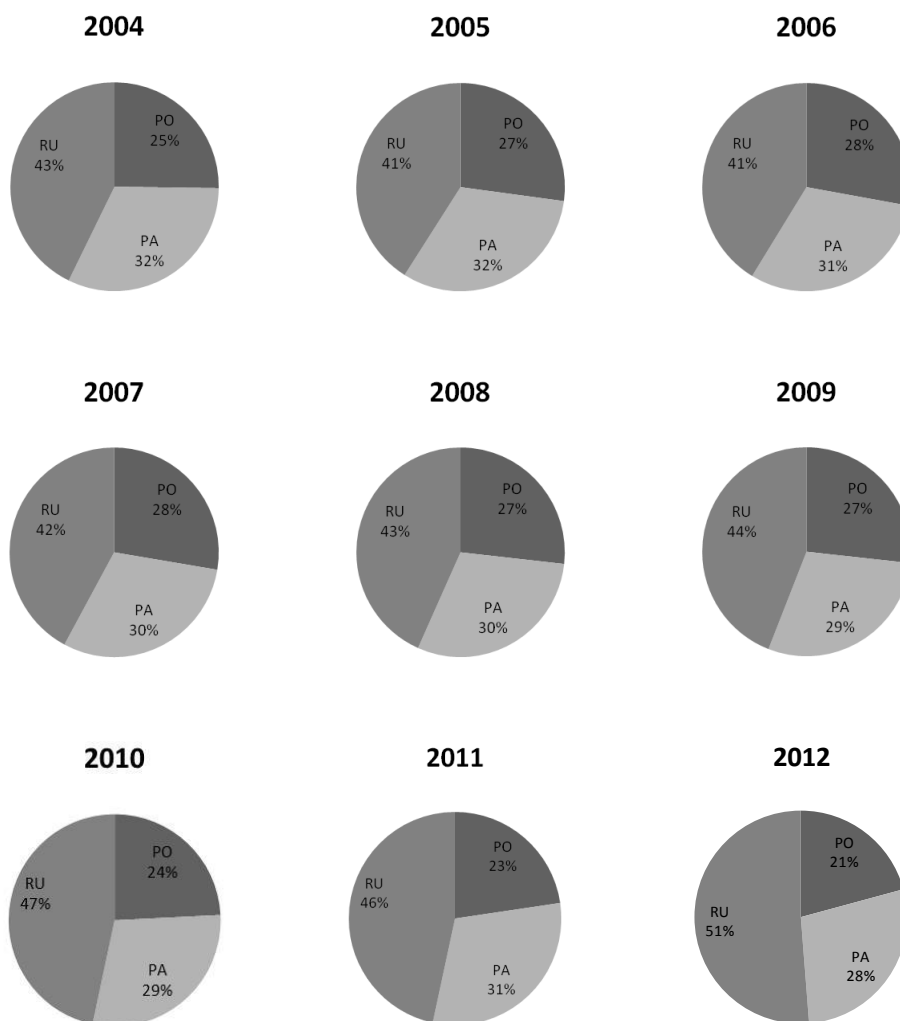 2004
2005
2006
RU
43%
PO
25%
PA
32%
RU
41%
PO
27%
PA
32%
RU
41%
PO
28%
PA
31%
2007
2008
2009
RU
42%
PO
28%
PA
30%
RU
43%
PO
27%
PA
30%
RU
44%
PO
27%
PA
29%
2010
2011
2012
RU
47%
PO
24%
PA
29%
RU
46%
PO
23%
PA
31%
RU
51%
PO
21%
PA
28%